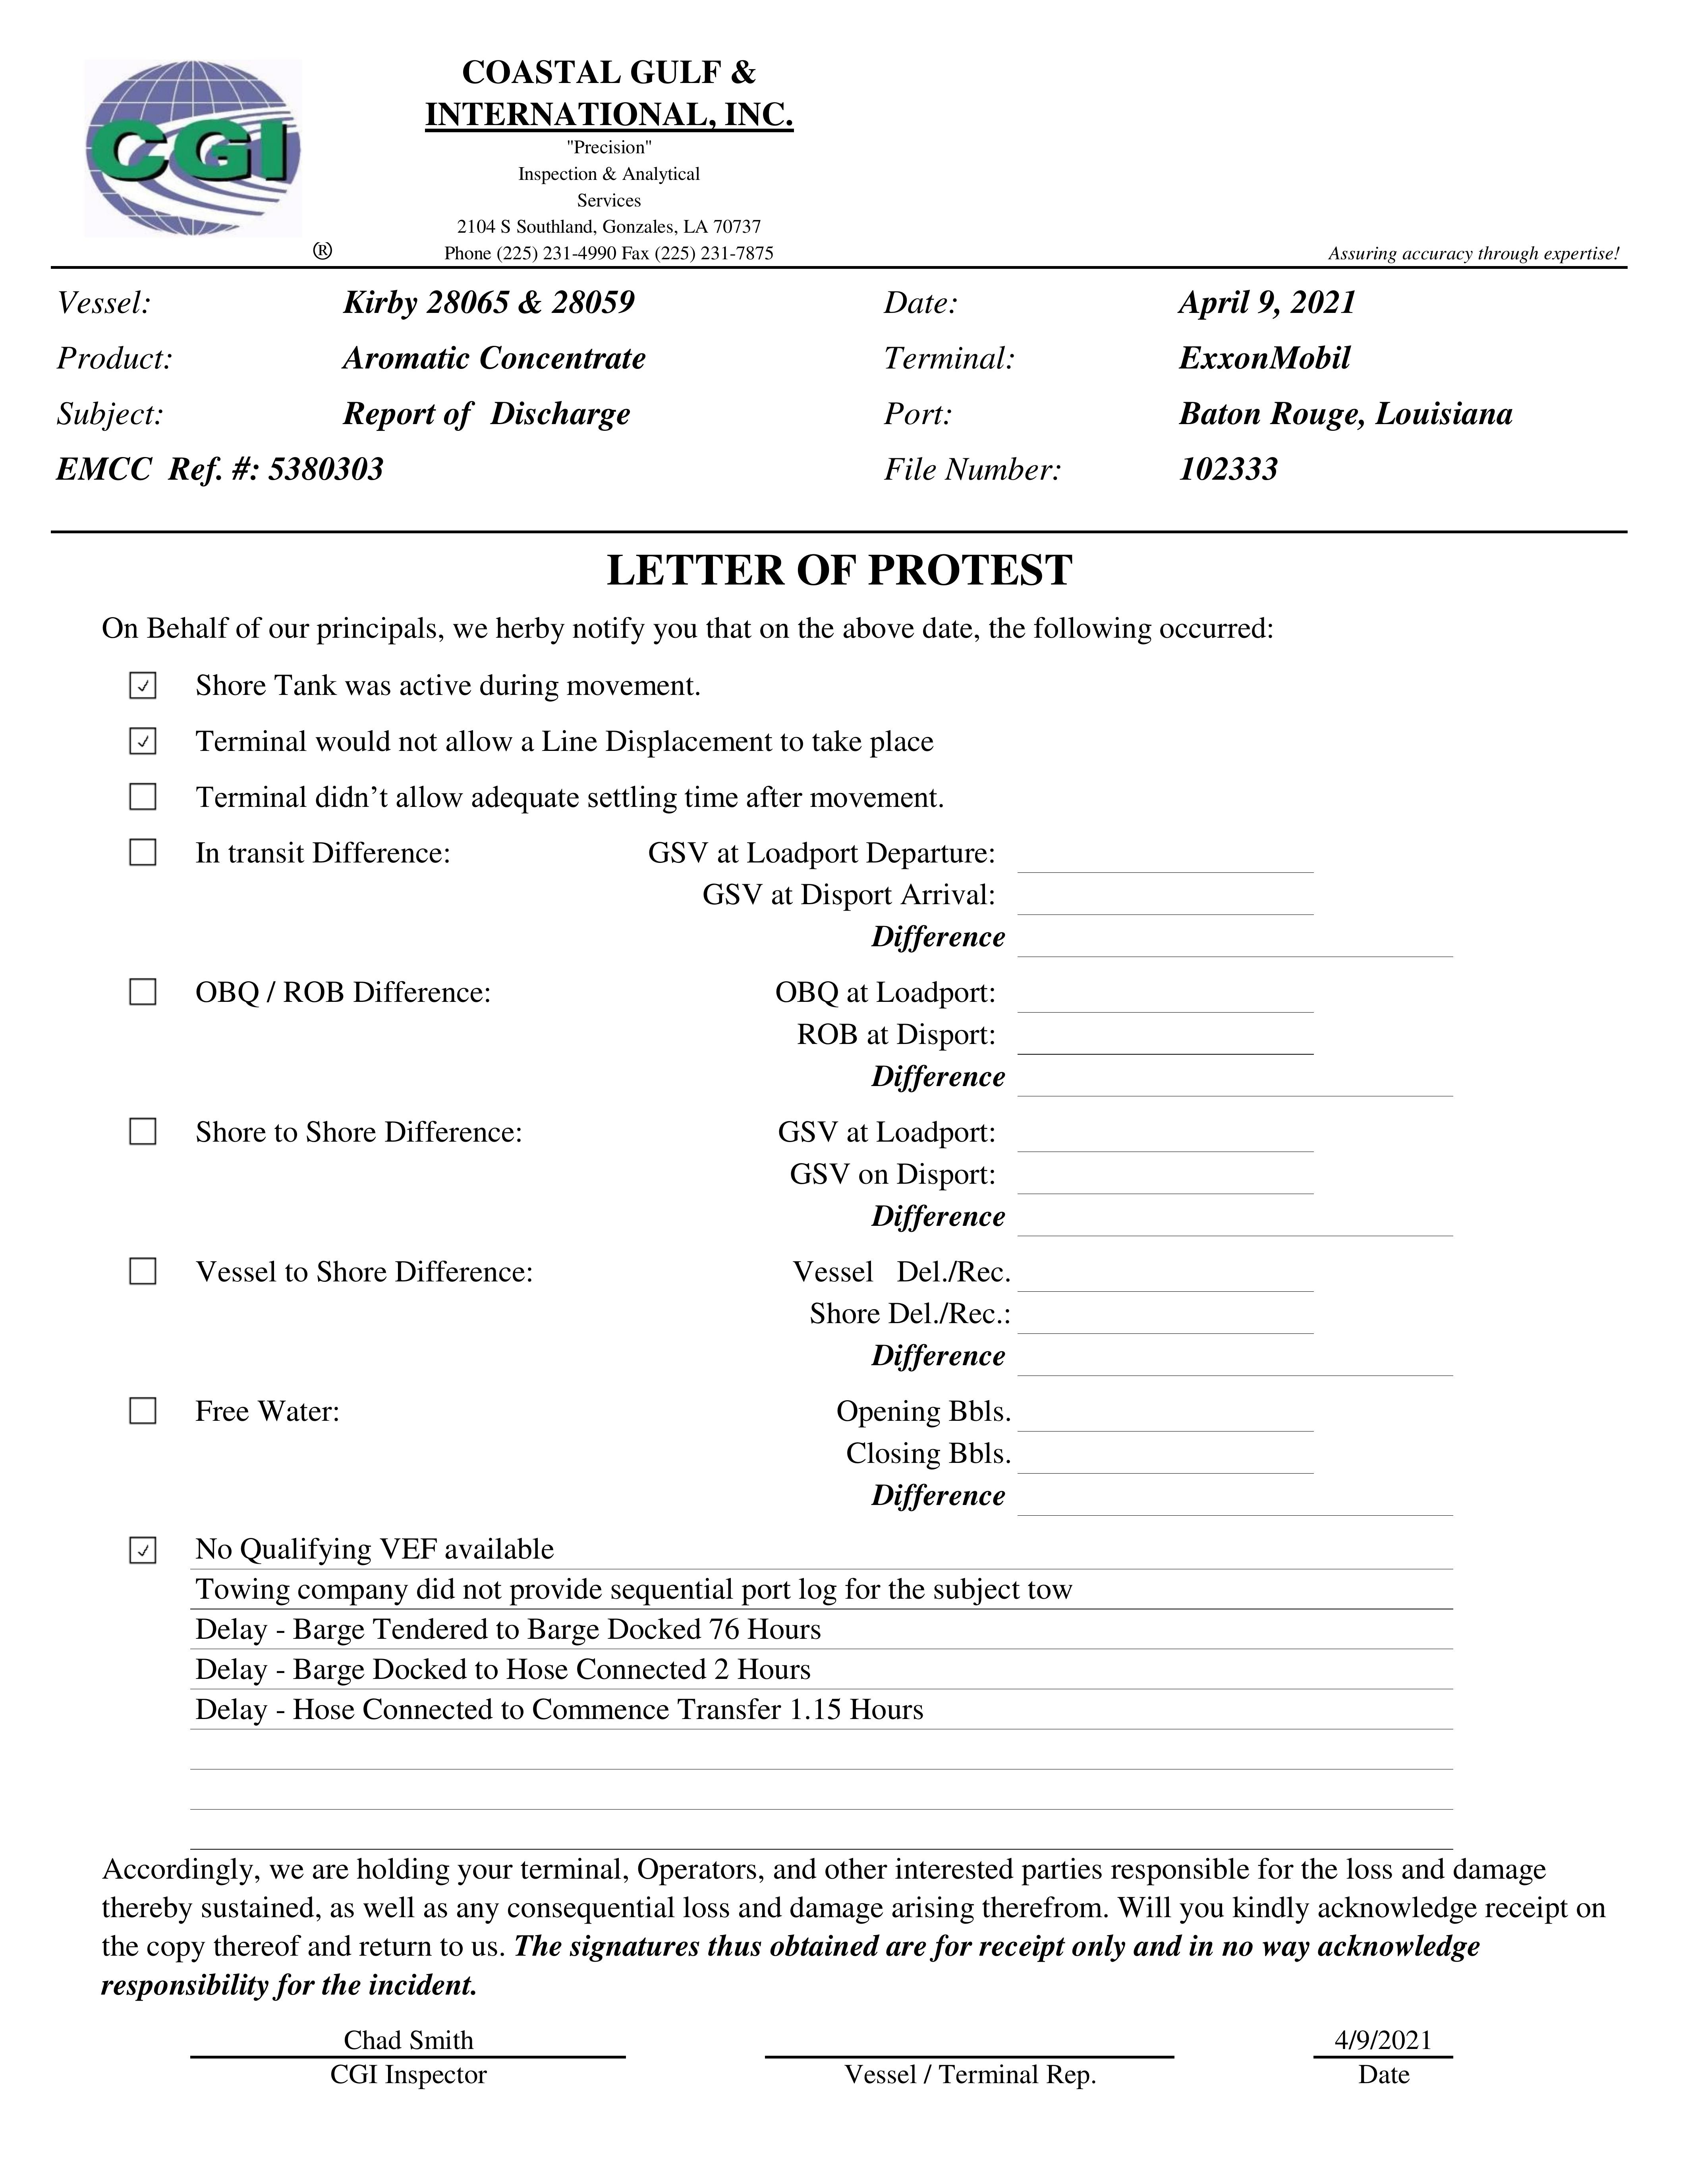 CGI
®
COASTAL GULF &
INTERNATIONAL, INC.
"Precision"
Inspection & Analytical
Services
2104 S Southland, Gonzales, LA 70737
Phone (225) 231-4990 Fax (225) 231-7875
Assuring accuracy through expertise!
Vessel: Kirby 28065 & 28059 Date: April 9, 2021
Product: Aromatic Concentrate Terminal: ExxonMobil
Subject: Report of Discharge Port: Baton Rouge, Louisiana
EMCC Ref. #: 5380303 File Number: 102333
LETTER OF PROTEST
On Behalf of our principals, we herby notify you that on the above date, the following occurred:
✓ Shore Tank was active during movement.
✓ Terminal would not allow a Line Displacement to take place
Terminal didn’t allow adequate settling time after movement.
In transit Difference: GSV at Loadport Departure:
GSV at Disport Arrival:
Difference
OBQ / ROB Difference: OBQ at Loadport:
ROB at Disport:
Difference
Shore to Shore Difference: GSV at Loadport:
GSV on Disport:
Difference
Vessel to Shore Difference: Vessel Del./Rec.
Shore Del./Rec.:
Difference
Free Water: Opening Bbls.
Closing Bbls.
Difference
✓ No Qualifying VEF available
Towing company did not provide sequential port log for the subject tow
Delay - Barge Tendered to Barge Docked 76 Hours
Delay - Barge Docked to Hose Connected 2 Hours
Delay - Hose Connected to Commence Transfer 1.15 Hours
Accordingly, we are holding your terminal, Operators, and other interested parties responsible for the loss and damage
thereby sustained, as well as any consequential loss and damage arising therefrom. Will you kindly acknowledge receipt on
the copy thereof and return to us. The signatures thus obtained are for receipt only and in no way acknowledge
responsibility for the incident.
Chad Smith 4/9/2021
CGI Inspector Vessel / Terminal Rep. Date